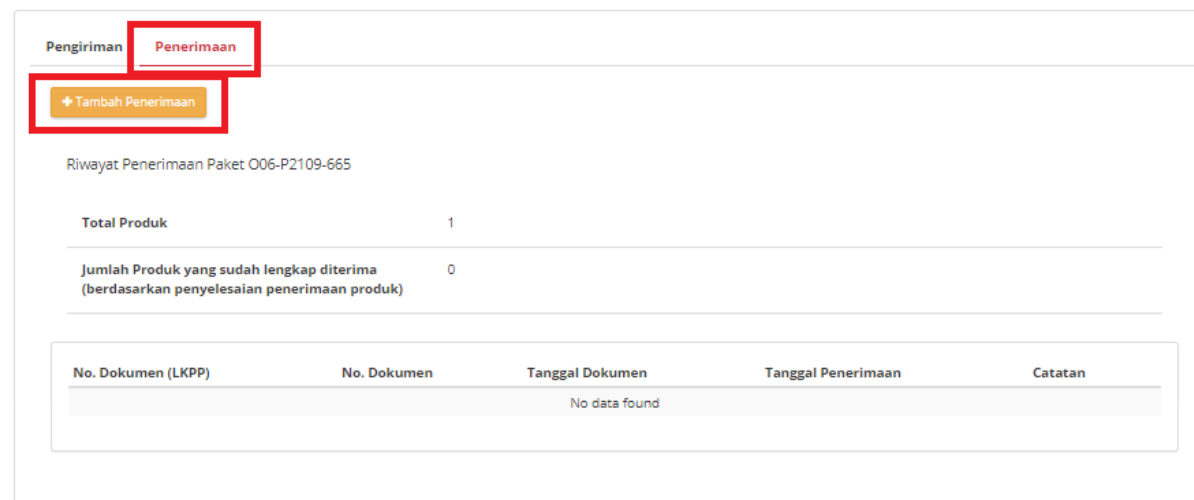 Pengiriman Penerimaan
+ Tambah Penerimaan
Riwayat Penerimaan Paket O06-P2109-665
Total Produk 1
Jumlah Produk yang sudah lengkap diterima 0
(berdasarkan penyelesaian penerimaan produk)
No. Dokumen (LKPP) No. Dokumen Tanggal Dokumen Tanggal Penerimaan Catatan
No data found